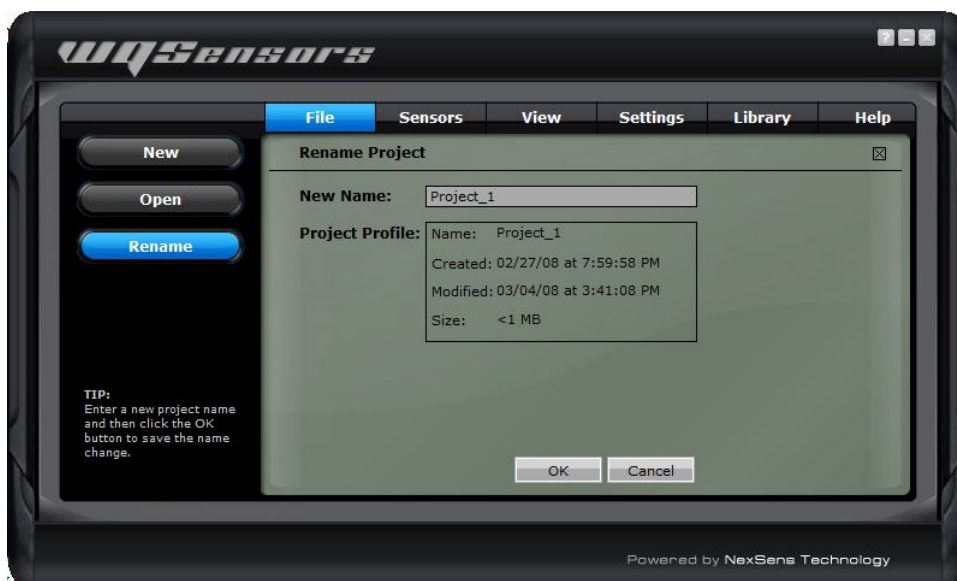 WQSensors
File Sensors View Settings Library Help
New
Open
Rename
Rename Project
New Name: Project_1
Project Profile:
Name: Project_1
Created: 02/27/08 at 7:59:58 PM
Modified: 03/04/08 at 3:41:08 PM
Size: <1 MB
TIP:
Enter a new project name
and then click the OK
button to save the name
change.
OK Cancel
Powered by NexSens Technology